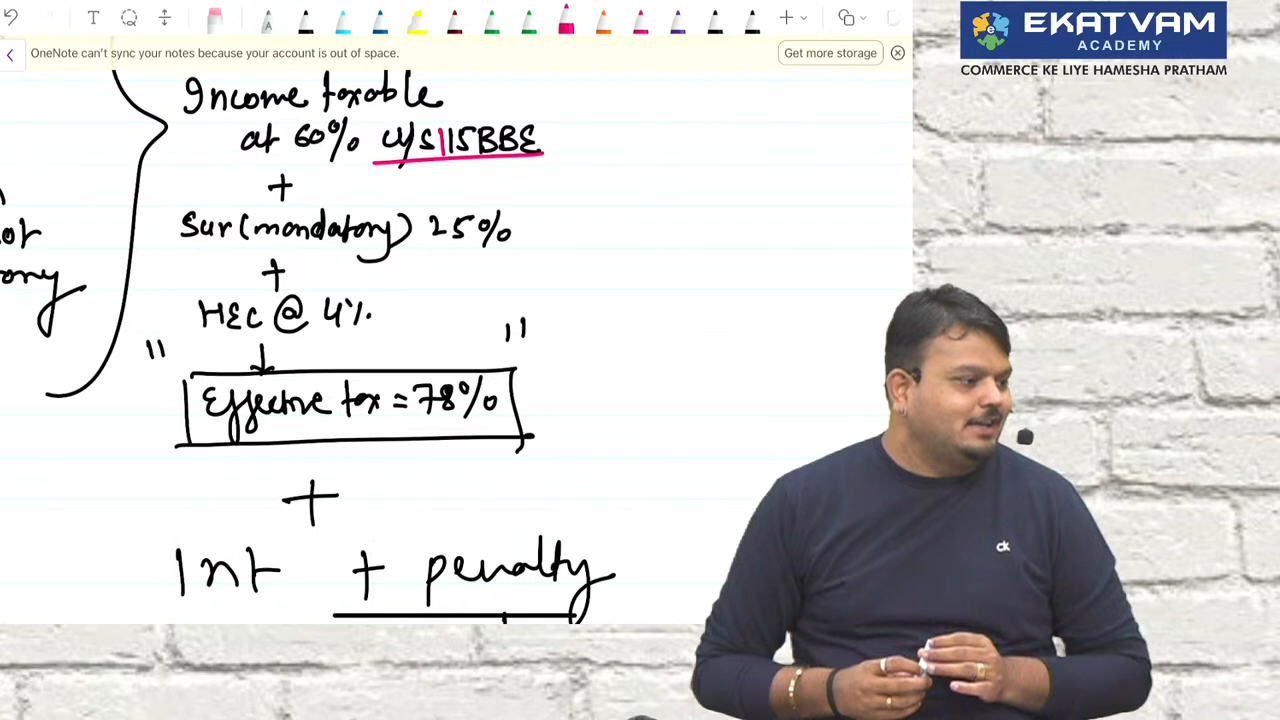 OneNote can't sync your notes because your account is out of space.
Get more storage
EKATVAM
ACADEMY
COMMERCE KE LIYE HAMESHA PRATHAM
Income taxable
at 60% u/s 115BBE
+
Sur (mandatory) 25%
+
HEC @ 4%
" "
Effective tax = 78%
+
Int + penalty
ck